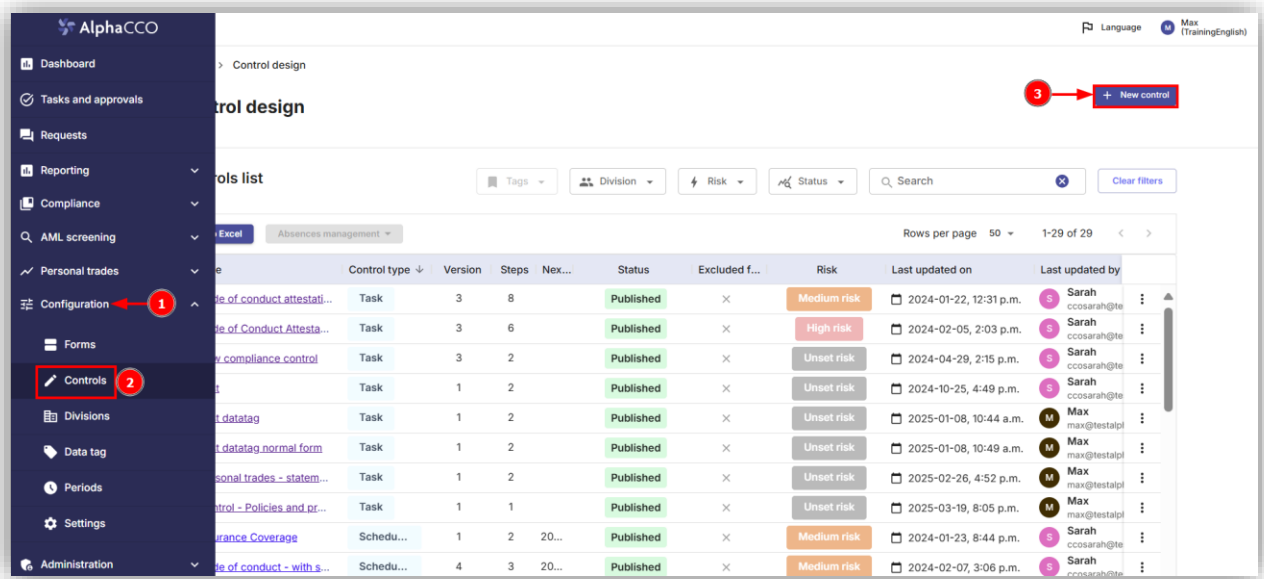 AlphaCCO
Language
M
Max
(TrainingEnglish)
Dashboard
Tasks and approvals
Requests
Reporting
Compliance
AML screening
Personal trades
Configuration
1
Forms
Controls
2
Divisions
Data tag
Periods
Settings
Administration
> Control design
trol design
3
+ New control
rols list
Tags
Division
Risk
Status
Search
Clear filters
Excel
Absences management
Rows per page 50
1-29 of 29
e Control type Version Steps Nex... Status Excluded f... Risk Last updated on Last updated by
de of conduct attestati... Task 3 8 Published Medium risk 2024-01-22, 12:31 p.m. S Sarah
ccosarah@te
de of Conduct Attesta... Task 3 6 Published High risk 2024-02-05, 2:03 p.m. S Sarah
ccosarah@te
w compliance control Task 3 2 Published Unset risk 2024-04-29, 2:15 p.m. S Sarah
ccosarah@te
t Task 1 2 Published Unset risk 2024-10-25, 4:49 p.m. S Sarah
ccosarah@te
t datatag Task 1 2 Published Unset risk 2025-01-08, 10:44 a.m. M Max
max@testalpl
t datatag normal form Task 1 2 Published Unset risk 2025-01-08, 10:49 a.m. M Max
max@testalpl
sonal trades - statem... Task 1 2 Published Unset risk 2025-02-26, 4:52 p.m. M Max
max@testalpl
ntrol - Policies and pr... Task 1 1 Published Unset risk 2025-03-19, 8:05 p.m. M Max
max@testalpl
urance Coverage Schedu... 1 2 20... Published Medium risk 2024-01-23, 8:44 p.m. S Sarah
ccosarah@te
de of conduct - with s... Schedu... 4 3 20... Published Medium risk 2024-02-07, 3:06 p.m. S Sarah
ccosarah@te